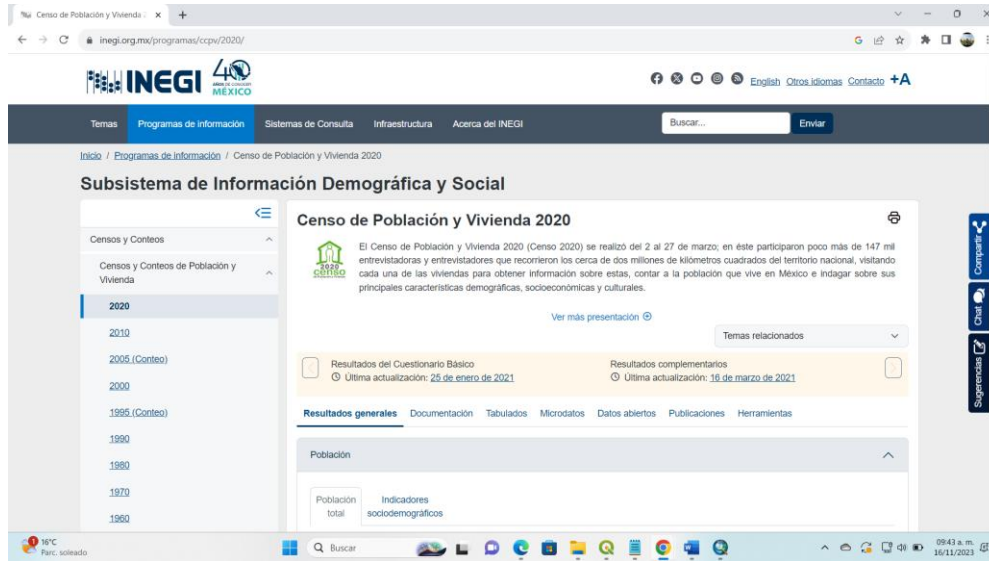 Censo de Población y Vivienda
inegi.org.mx/programas/ccpv/2020/
INEGI
40
MÉXICO
English Otros idiomas Contacto +A
Temas Programas de información Sistemas de Consulta Infraestructura Acerca del INEGI Buscar... Enviar
Inicio / Programas de información / Censo de Población y Vivienda 2020
Subsistema de Información Demográfica y Social
Censos y Conteos
Censos y Conteos de Población y
Vivienda
2020
2010
2005 (Conteo)
2000
1995 (Conteo)
1990
1980
1970
1960
Censo de Población y Vivienda 2020
2020
censo
El Censo de Población y Vivienda 2020 (Censo 2020) se realizó del 2 al 27 de marzo; en éste participaron poco más de 147 mil
entrevistadoras y entrevistadores que recorrieron los cerca de dos millones de kilómetros cuadrados del territorio nacional, visitando
cada una de las viviendas para obtener información sobre estas, contar a la población que vive en México e indagar sobre sus
principales características demográficas, socioeconómicas y culturales.
Ver más presentación
Temas relacionados
Resultados del Cuestionario Básico
Última actualización: 25 de enero de 2021
Resultados complementarios
Última actualización: 16 de marzo de 2021
Resultados generales Documentación Tabulados Microdatos Datos abiertos Publicaciones Herramientas
Población
Población
total
Indicadores
sociodemográficos
Compartir
Chat
Sugerencias
16°C
Parc. soleado
Buscar
09:43 a. m.
16/11/2023